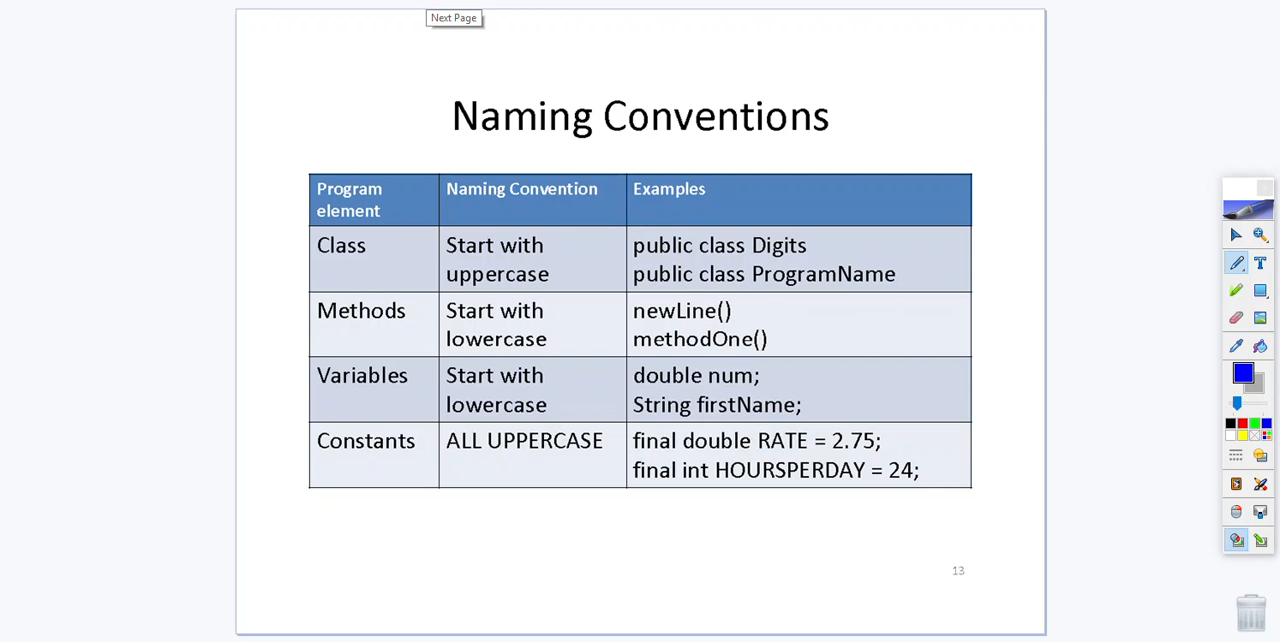 Next Page
Naming Conventions
Program
element
Naming Convention
Examples
Class
Start with
uppercase
public class Digits
public class ProgramName
Methods
Start with
lowercase
newLine()
methodOne()
Variables
Start with
lowercase
double num;
String firstName;
Constants
ALL UPPERCASE
final double RATE = 2.75;
final int HOURSPERDAY = 24;
13
T